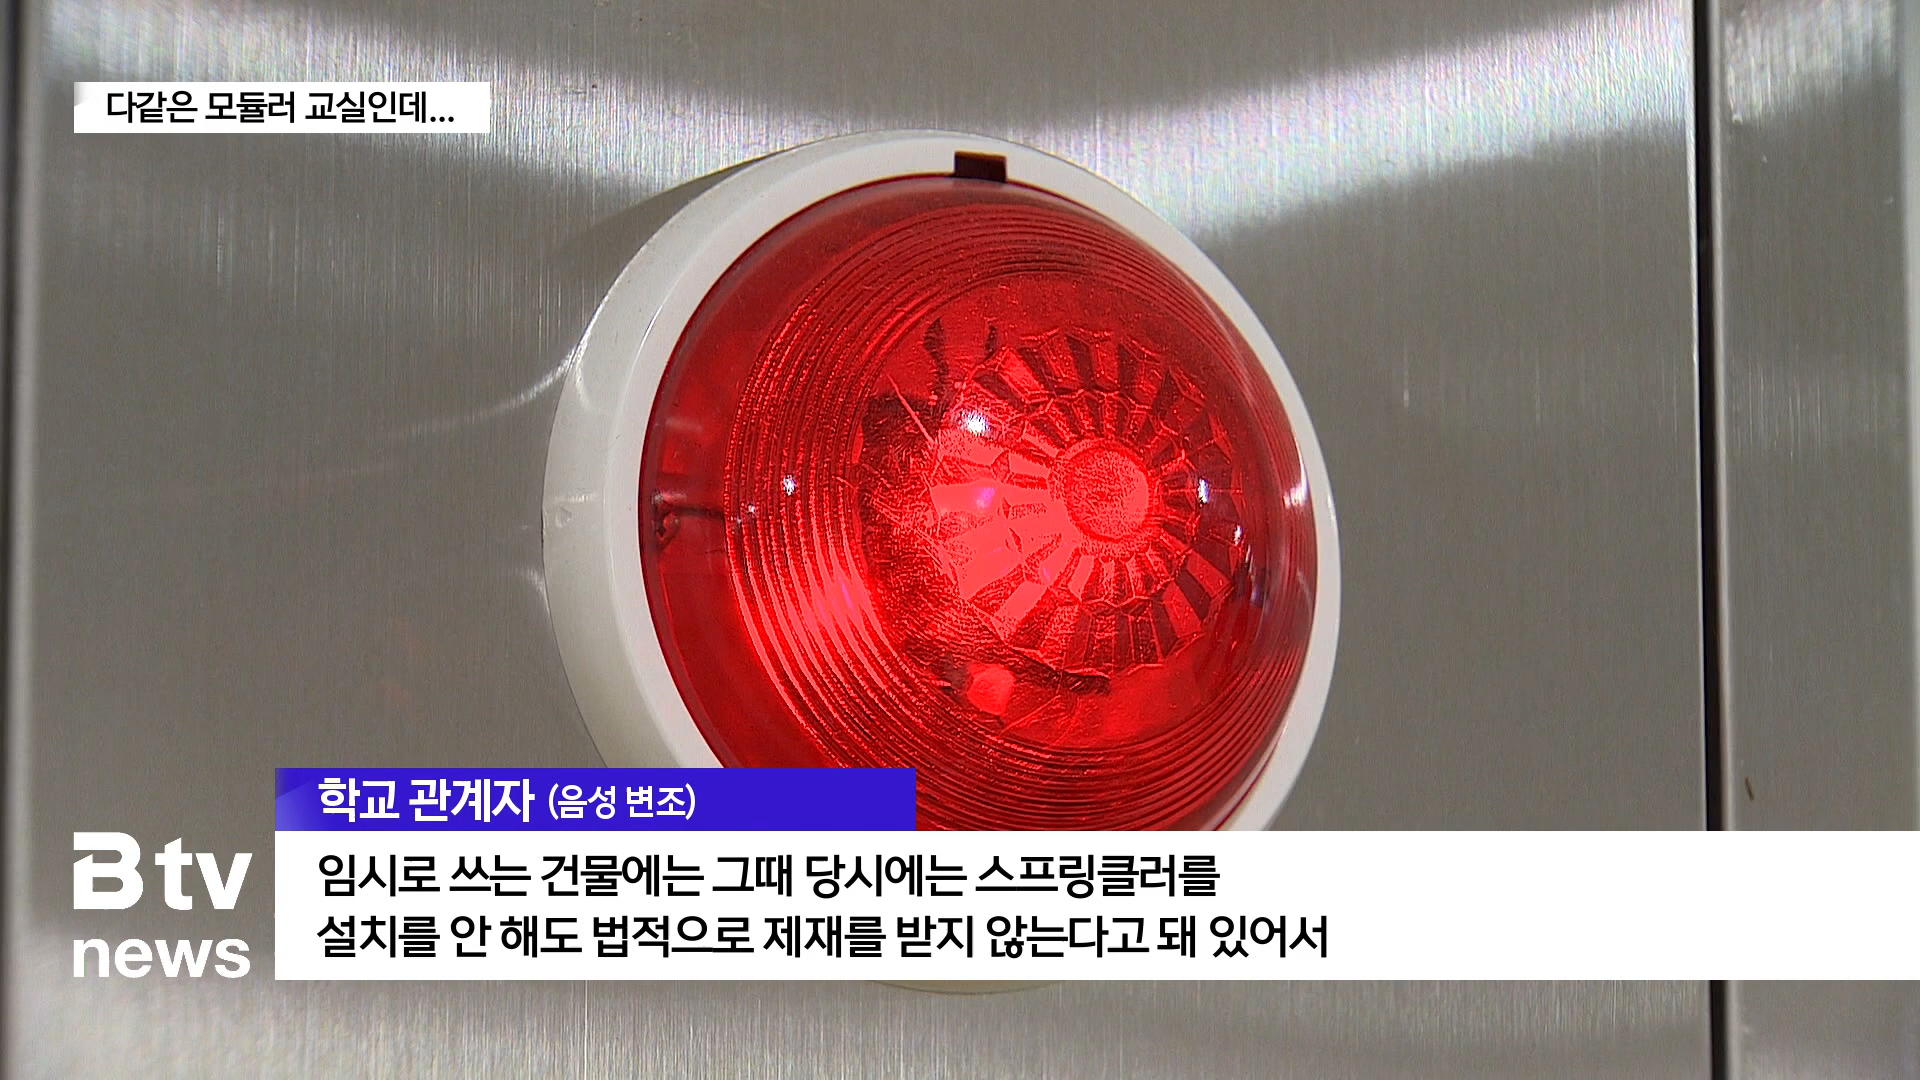 다같은 모듈러 교실인데...
학교 관계자 (음성 변조)
임시로 쓰는 건물에는 그때 당시에는 스프링클러를
설치를 안 해도 법적으로 제재를 받지 않는다고 돼 있어서
B tv
news